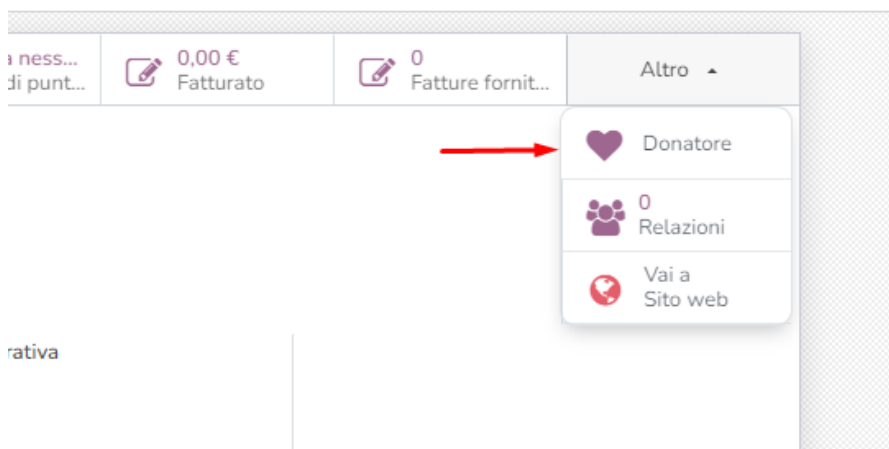 a ness...
di punt...
0,00 €
Fatturato
0
Fatture fornit...
Altro
Donatore
0
Relazioni
Vai a
Sito web
rativa